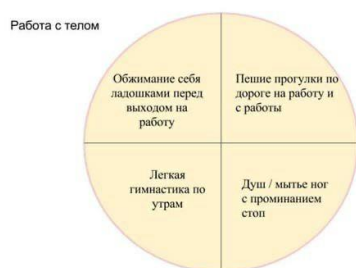 Работа с телом
Обжимание себя
ладошками перед
выходом на
работу
Пешие прогулки по
дороге на работу и
с работы
Легкая
гимнастика по
утрам
Душ / мытье ног
с проминанием
стоп